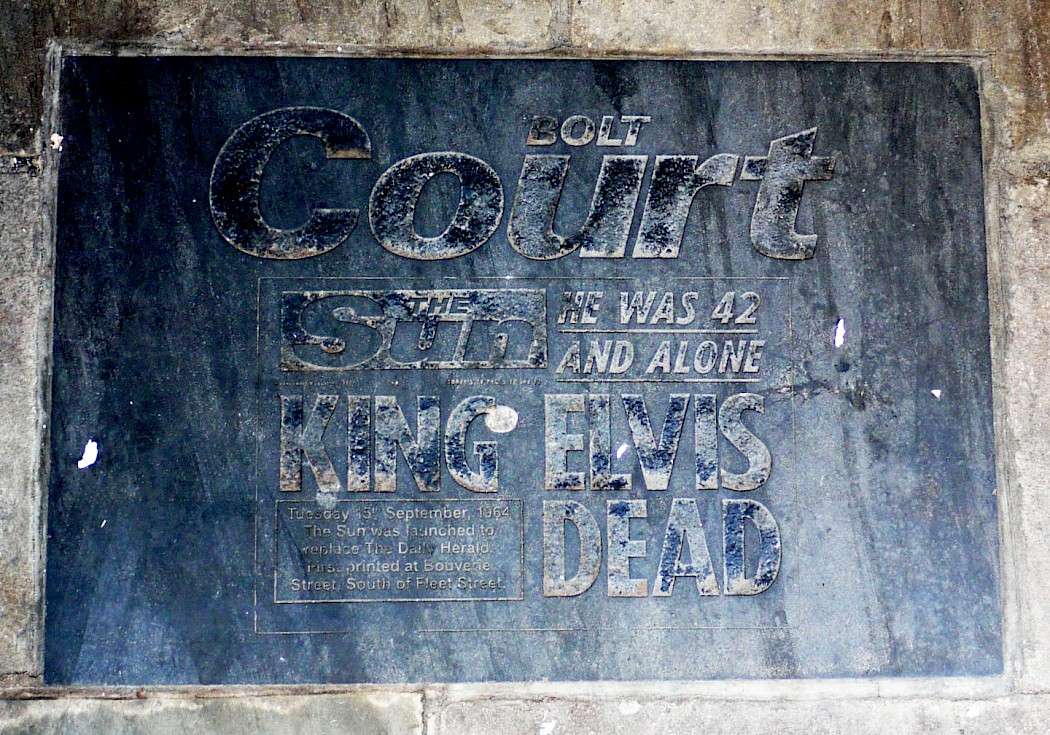 BOLT
Court
THE
Sun
HE WAS 42
AND ALONE
KING ELVIS
DEAD
Tuesday 15th September, 1964
The Sun was launched to
replace The Daily Herald.
First printed at Bouverie
Street, South of Fleet Street.